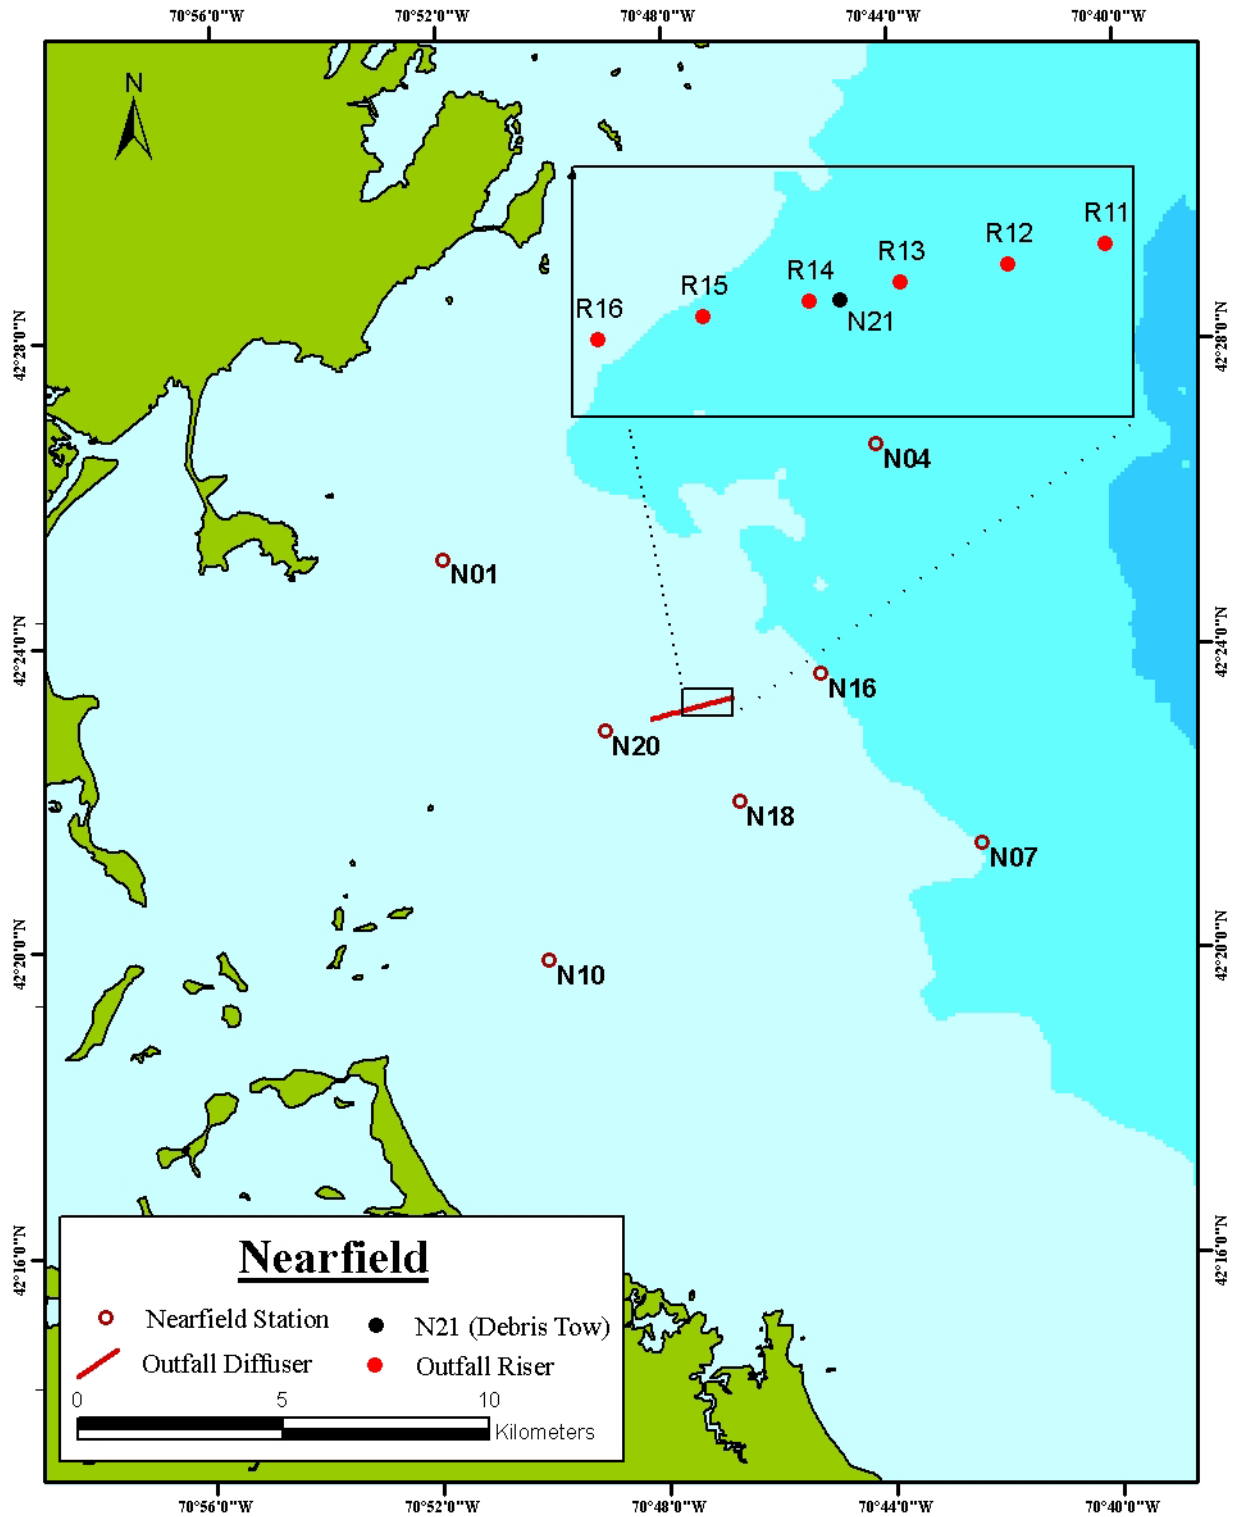 70°56'0"W 70°52'0"W 70°48'0"W 70°44'0"W 70°40'0"W
N
R11
R12
R13
R14
R15
R16
N21
42°28'0"N
42°28'0"N
N04
N01
42°24'0"N
42°24'0"N
N16
N20
N18
N07
42°20'0"N
42°20'0"N
N10
42°16'0"N
42°16'0"N
Nearfield
Nearfield Station
N21 (Debris Tow)
Outfall Diffuser
Outfall Riser
0 5 10
Kilometers
70°56'0"W 70°52'0"W 70°48'0"W 70°44'0"W 70°40'0"W